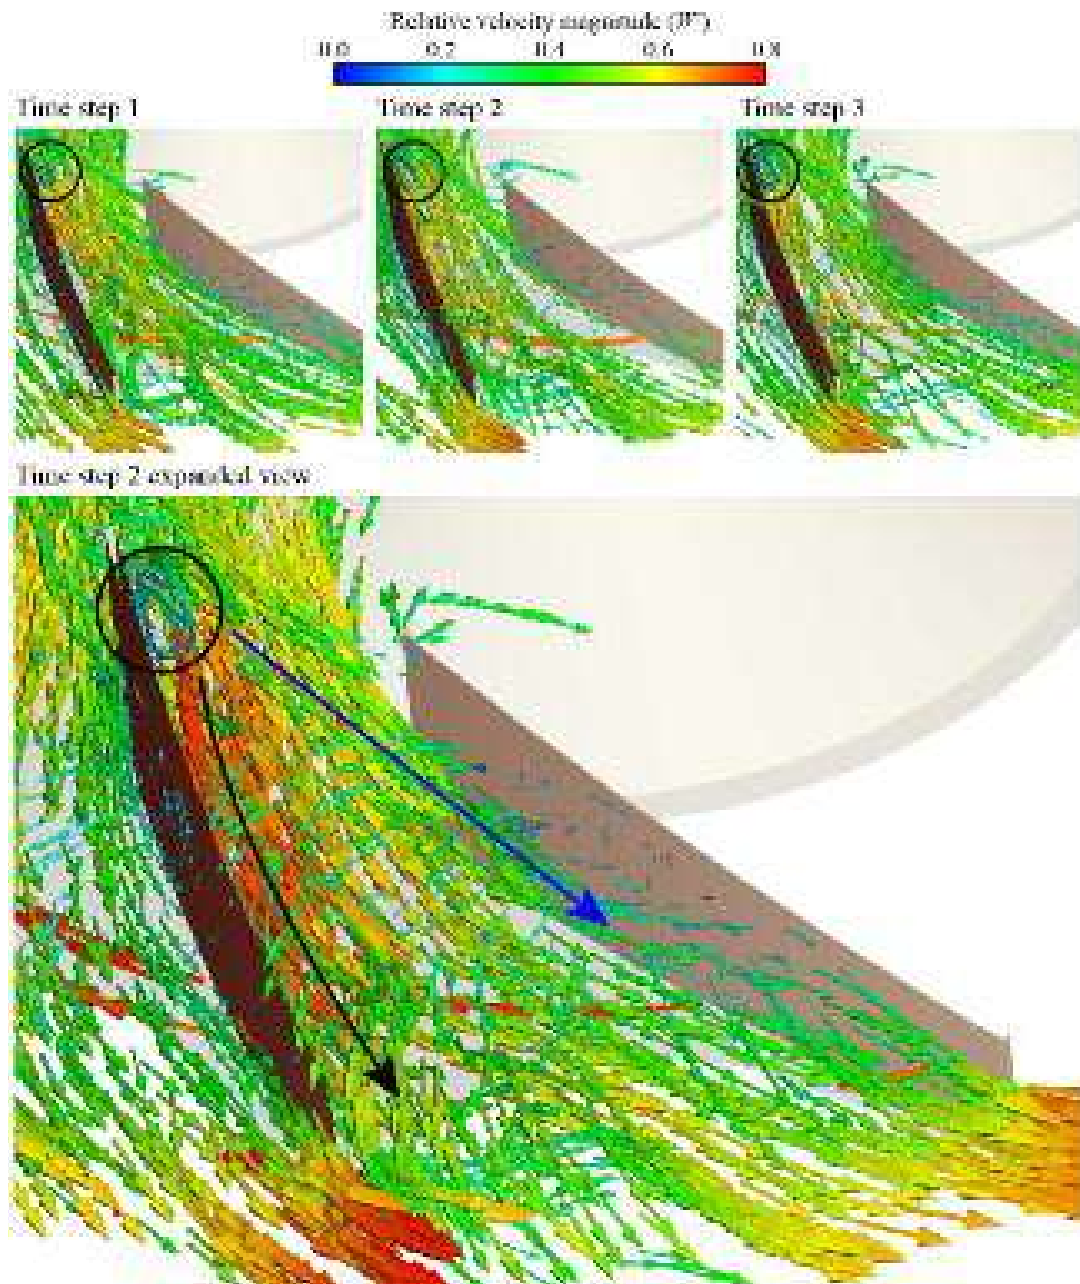 Relative velocity magnitude (W*)
0.0 0.2 0.4 0.6 0.8
Time step 1 Time step 2 Time step 3
Time step 2 expanded view